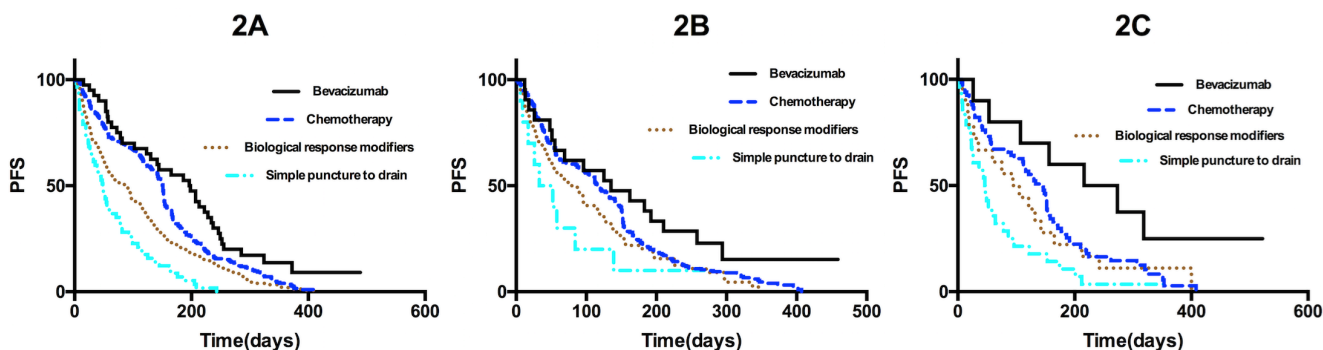 2A
PFS
100
50
0
0
200
400
600
Time(days)
Bevacizumab
Chemotherapy
Biological response modifiers
Simple puncture to drain
2B
PFS
100
50
0
0
100
200
300
400
500
Time(days)
Bevacizumab
Chemotherapy
Biological response modifiers
Simple puncture to drain
2C
PFS
100
50
0
0
200
400
600
Time(days)
Bevacizumab
Chemotherapy
Biological response modifiers
Simple puncture to drain